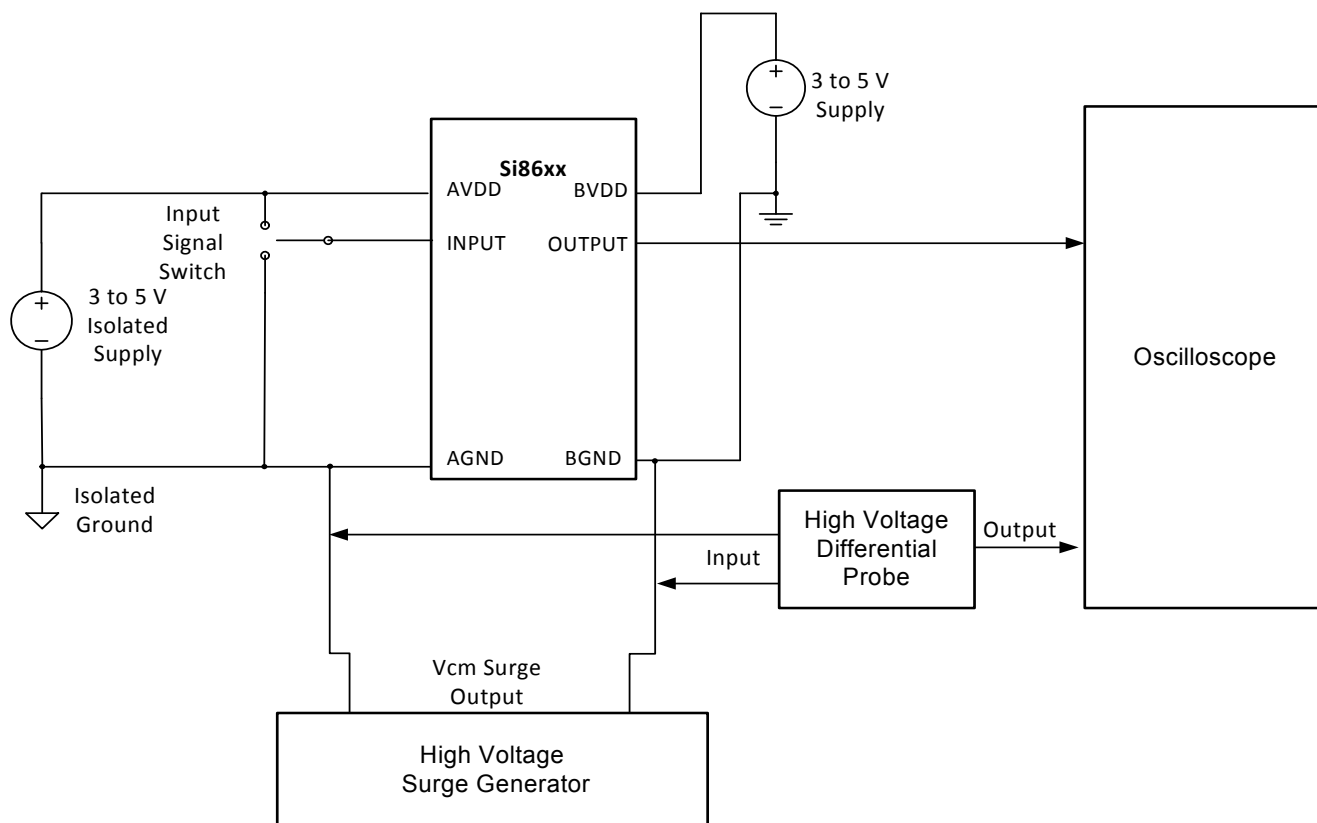 3 to 5 V
Supply
Si86xx
AVDD
BVDD
Input
Signal
Switch
INPUT
OUTPUT
3 to 5 V
Isolated
Supply
Oscilloscope
AGND
BGND
Isolated
Ground
High Voltage
Differential
Probe
Input
Output
Vcm Surge
Output
High Voltage
Surge Generator